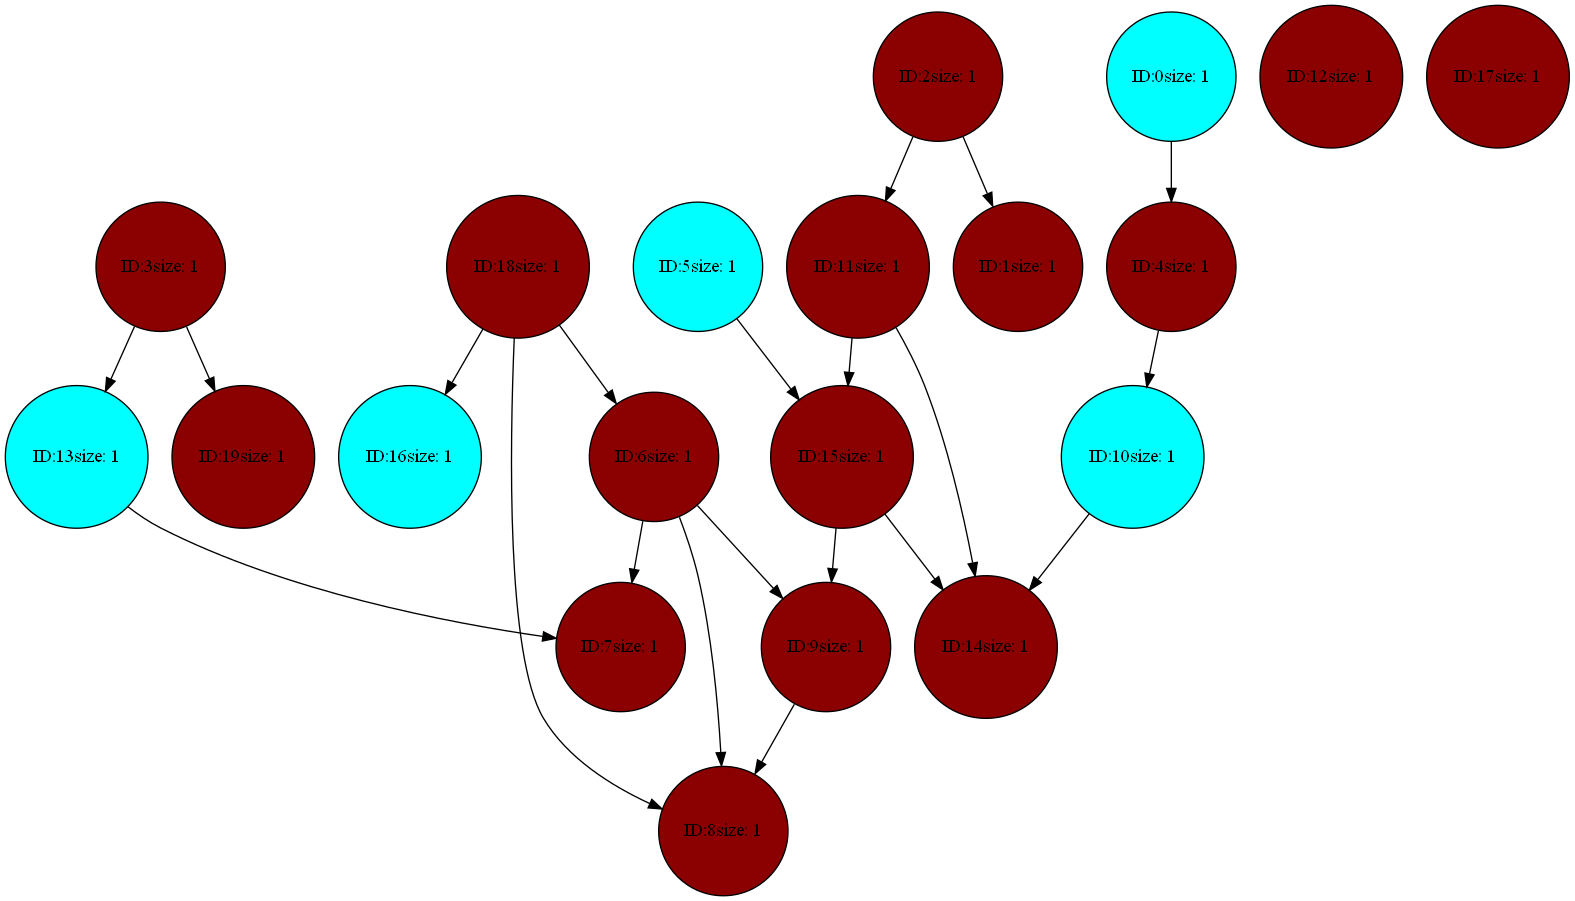 ID:2size: 1
ID:0size: 1
ID:12size: 1
ID:17size: 1
ID:3size: 1
ID:18size: 1
ID:5size: 1
ID:11size: 1
ID:1size: 1
ID:4size: 1
ID:13size: 1
ID:19size: 1
ID:16size: 1
ID:6size: 1
ID:15size: 1
ID:10size: 1
ID:7size: 1
ID:9size: 1
ID:14size: 1
ID:8size: 1